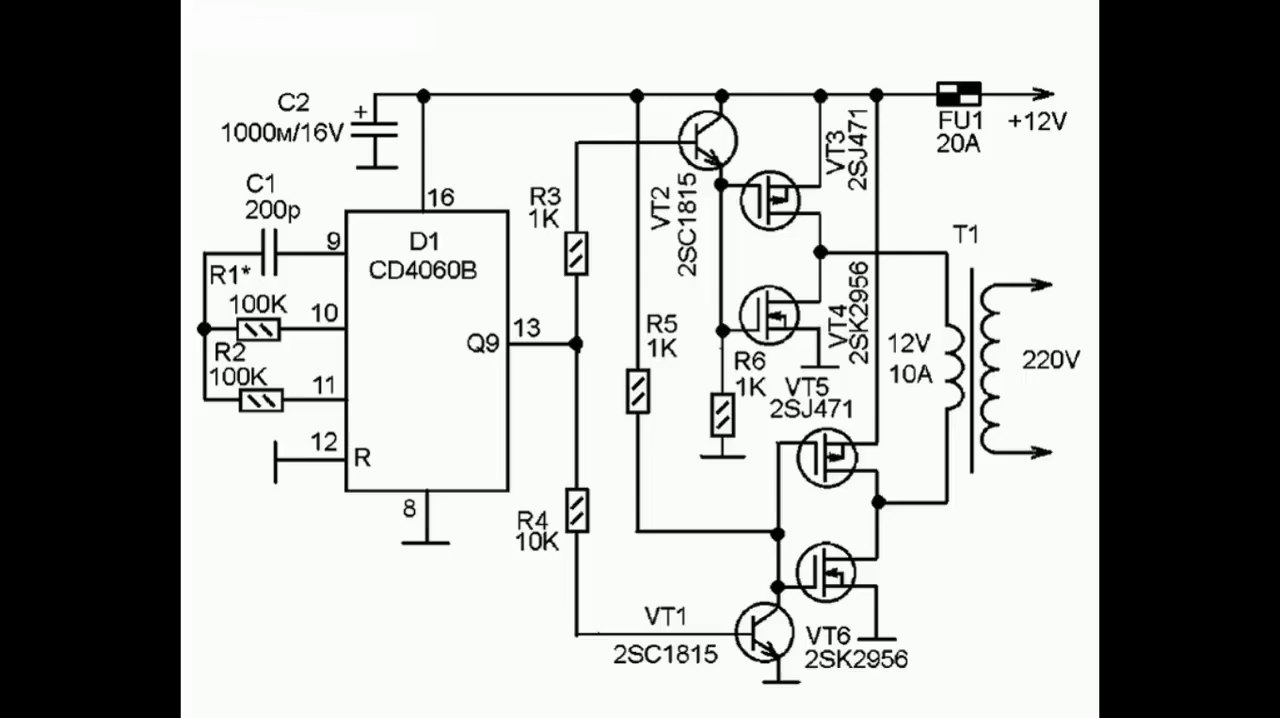 C2
1000м/16V
+
FU1
20A
+12V
VT3
2SJ471
C1
200p
16
R3
1K
VT2
2SC1815
9
D1
CD4060B
R1*
100K
10
Q9
13
R5
1K
VT4
2SK2956
12V
10A
T1
220V
R2
100K
11
R6
1K
VT5
2SJ471
12
R
8
R4
10K
VT1
2SC1815
VT6
2SK2956